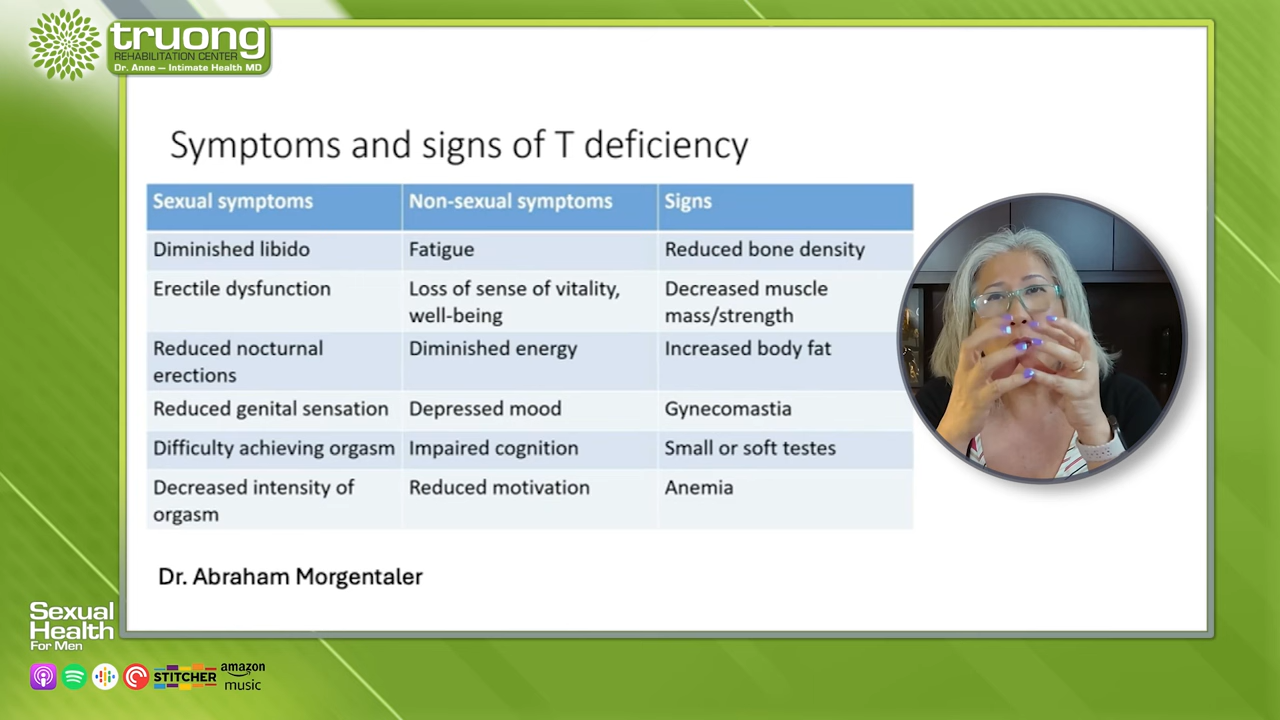 truong
REHABILITATION CENTER
Dr. Anne — Intimate Health MD
Symptoms and signs of T deficiency
Sexual symptoms Non-sexual symptoms Signs
Diminished libido Fatigue Reduced bone density
Erectile dysfunction Loss of sense of vitality, Decreased muscle
well-being mass/strength
Reduced nocturnal Diminished energy Increased body fat
erections
Reduced genital sensation Depressed mood Gynecomastia
Difficulty achieving orgasm Impaired cognition Small or soft testes
Decreased intensity of Reduced motivation Anemia
orgasm
Dr. Abraham Morgentaler
Sexual
Health
For Men
STITCHER amazon
music